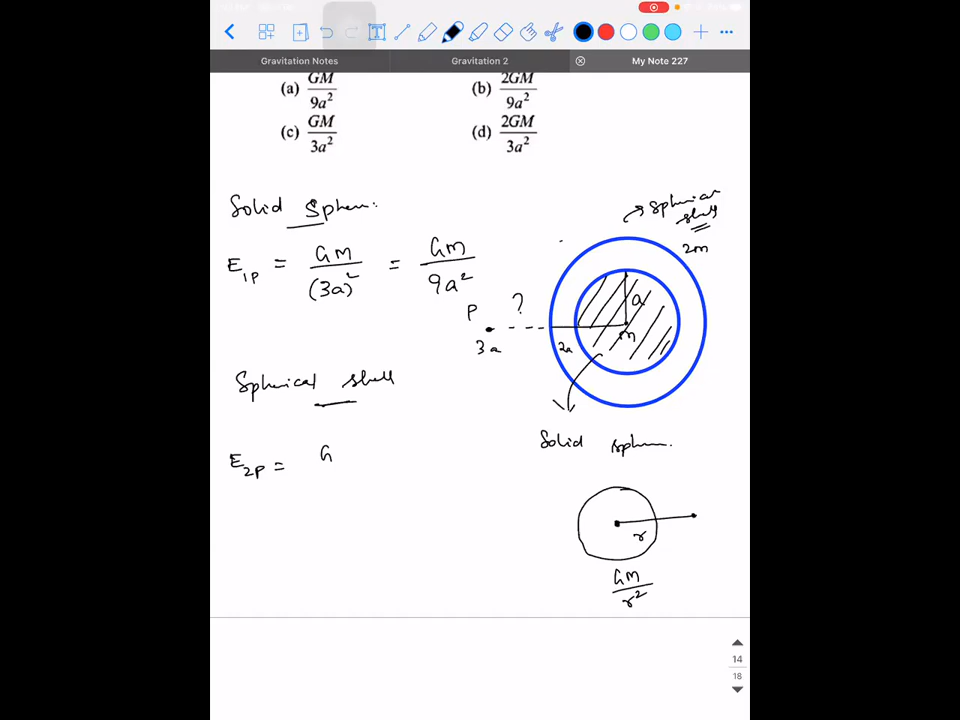 Gravitation Notes
Gravitation 2
My Note 227
(a) GM/9a²
(b) 2GM/9a²
(c) GM/3a²
(d) 2GM/3a²
Solid Sphere.
E1P = GM/(3a)² = GM/9a²
spherical
shell
2m
P
?
3a
2a
a
m
Spherical shell
E2P = G
Solid sphere.
r
GM/r²
14
18